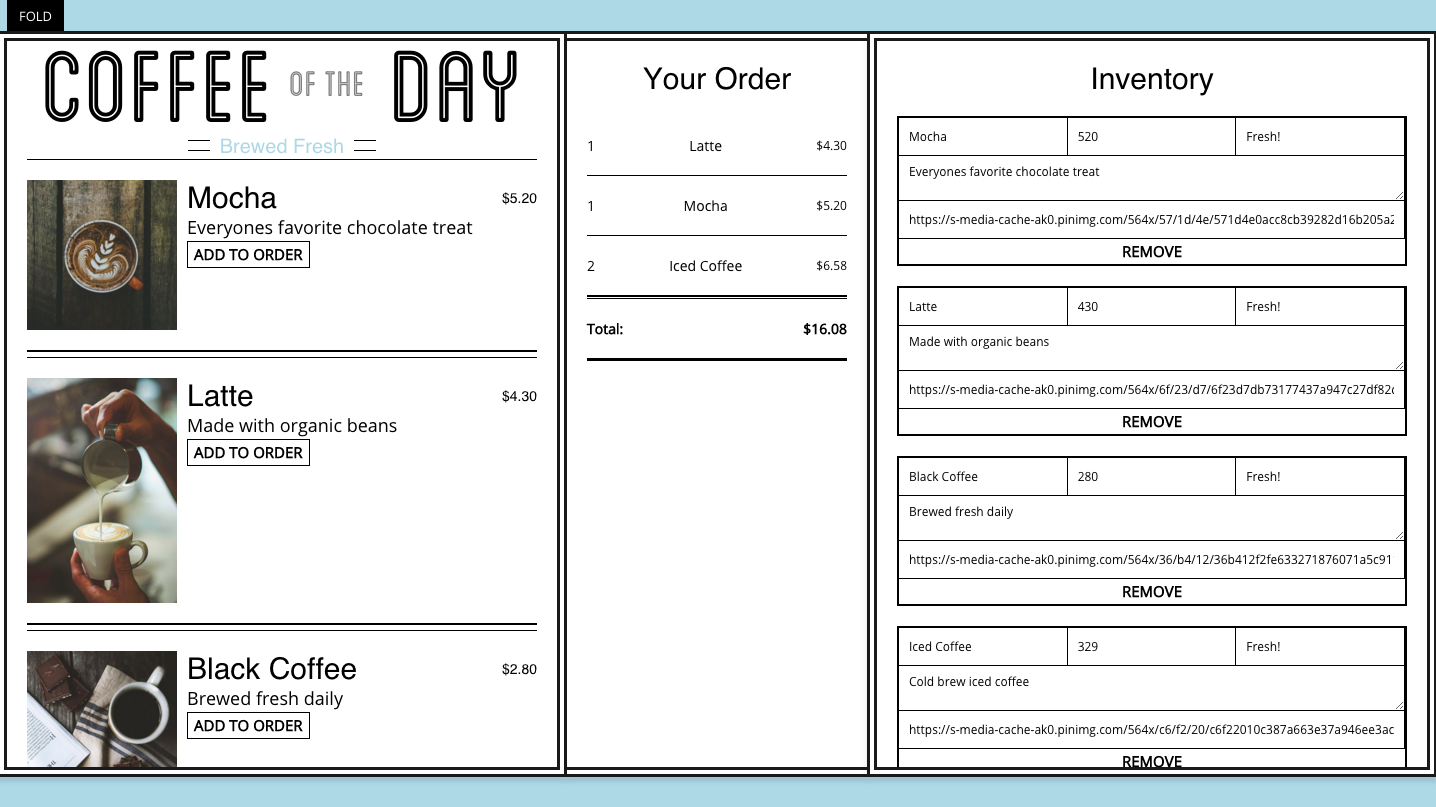 FOLD
COFFEE OF THE DAY
Brewed Fresh
Mocha $5.20
Everyones favorite chocolate treat
ADD TO ORDER
Latte $4.30
Made with organic beans
ADD TO ORDER
Black Coffee $2.80
Brewed fresh daily
ADD TO ORDER
Your Order
1 Latte $4.30
1 Mocha $5.20
2 Iced Coffee $6.58
Total: $16.08
Inventory
Mocha 520 Fresh!
Everyones favorite chocolate treat
https://s-media-cache-ak0.pinimg.com/564x/57/1d/4e/571d4e0acc8cb39282d16b205a2
REMOVE
Latte 430 Fresh!
Made with organic beans
https://s-media-cache-ak0.pinimg.com/564x/6f/23/d7/6f23d7db73177437a947c27df82c
REMOVE
Black Coffee 280 Fresh!
Brewed fresh daily
https://s-media-cache-ak0.pinimg.com/564x/36/b4/12/36b412f2fe633271876071a5c91
REMOVE
Iced Coffee 329 Fresh!
Cold brew iced coffee
https://s-media-cache-ak0.pinimg.com/564x/c6/f2/20/c6f22010c387a663e37a946ee3ac
REMOVE